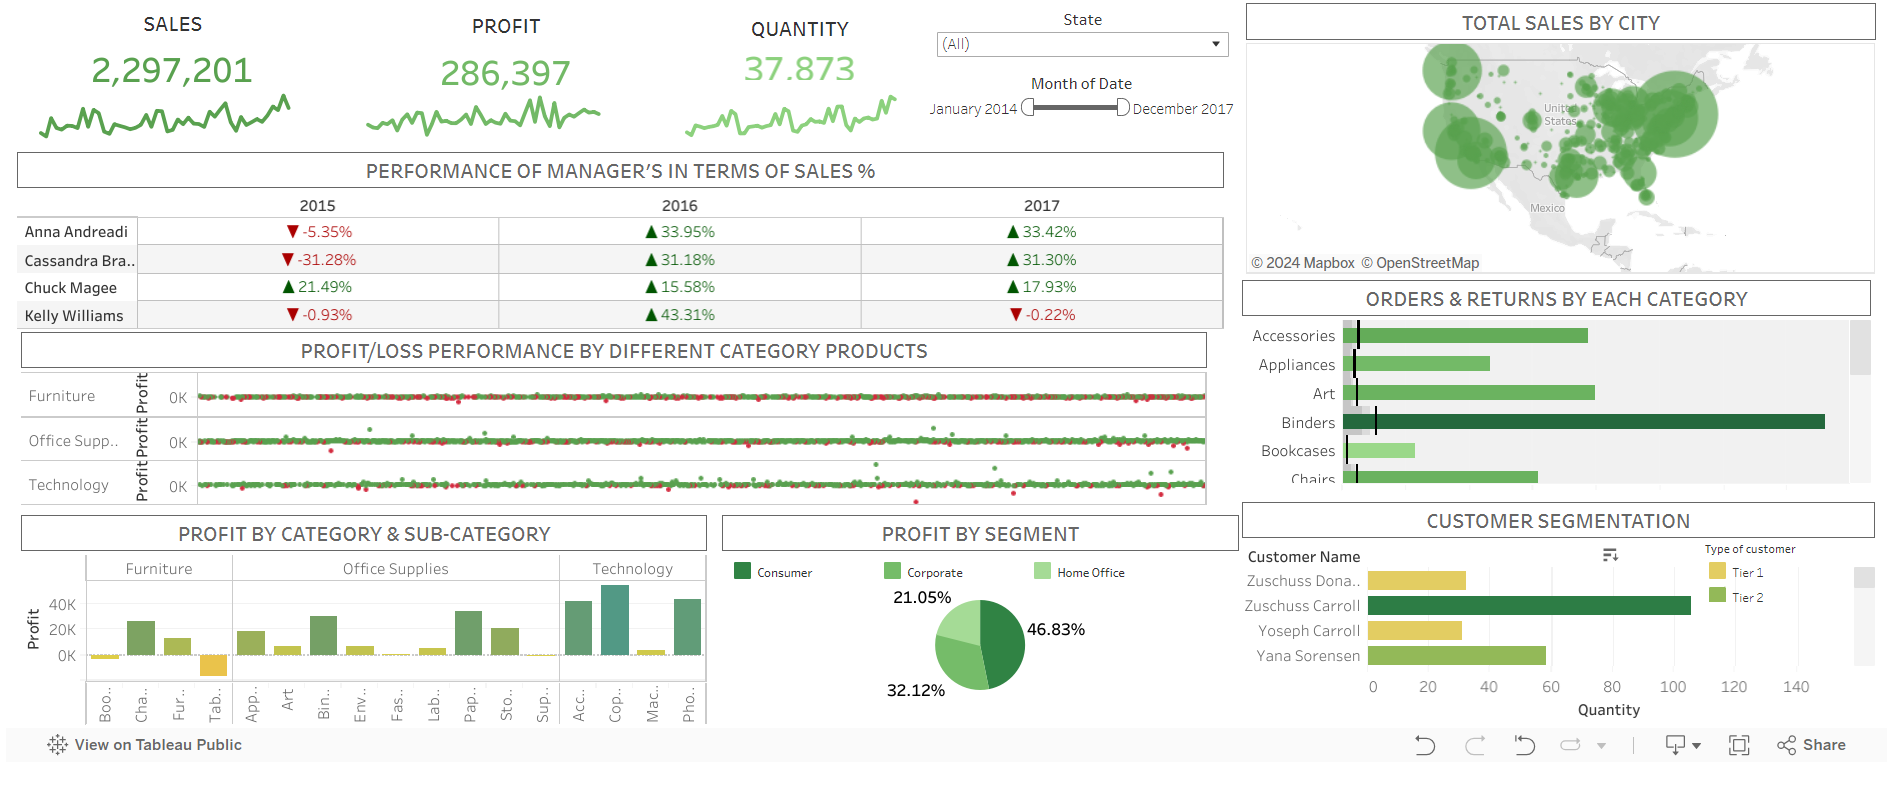 SALES
2,297,201
PROFIT
286,397
QUANTITY
37,873
State
(All)
Month of Date
January 2014
December 2017
PERFORMANCE OF MANAGER'S IN TERMS OF SALES %
2015 2016 2017
Anna Andreadi ▼ -5.35% ▲ 33.95% ▲ 33.42%
Cassandra Bra.. ▼ -31.28% ▲ 31.18% ▲ 31.30%
Chuck Magee ▲ 21.49% ▲ 15.58% ▲ 17.93%
Kelly Williams ▼ -0.93% ▲ 43.31% ▼ -0.22%
PROFIT/LOSS PERFORMANCE BY DIFFERENT CATEGORY PRODUCTS
Furniture Profit 0K
Office Supp.. Profit 0K
Technology Profit 0K
PROFIT BY CATEGORY & SUB-CATEGORY
Furniture Office Supplies Technology
Profit
40K
20K
0K
Boo.. Cha.. Fur.. Tab.. App.. Art Bin.. Env.. Fas.. Lab.. Pap.. Sto.. Sup.. Acc.. Cop.. Mac.. Pho..
PROFIT BY SEGMENT
Consumer Corporate Home Office
21.05%
46.83%
32.12%
TOTAL SALES BY CITY
United
States
Mexico
© 2024 Mapbox © OpenStreetMap
ORDERS & RETURNS BY EACH CATEGORY
Accessories
Appliances
Art
Binders
Bookcases
Chairs
CUSTOMER SEGMENTATION
Customer Name
Type of customer
Tier 1
Tier 2
Zuschuss Dona..
Zuschuss Carroll
Yoseph Carroll
Yana Sorensen
0 20 40 60 80 100 120 140
Quantity
View on Tableau Public
Share